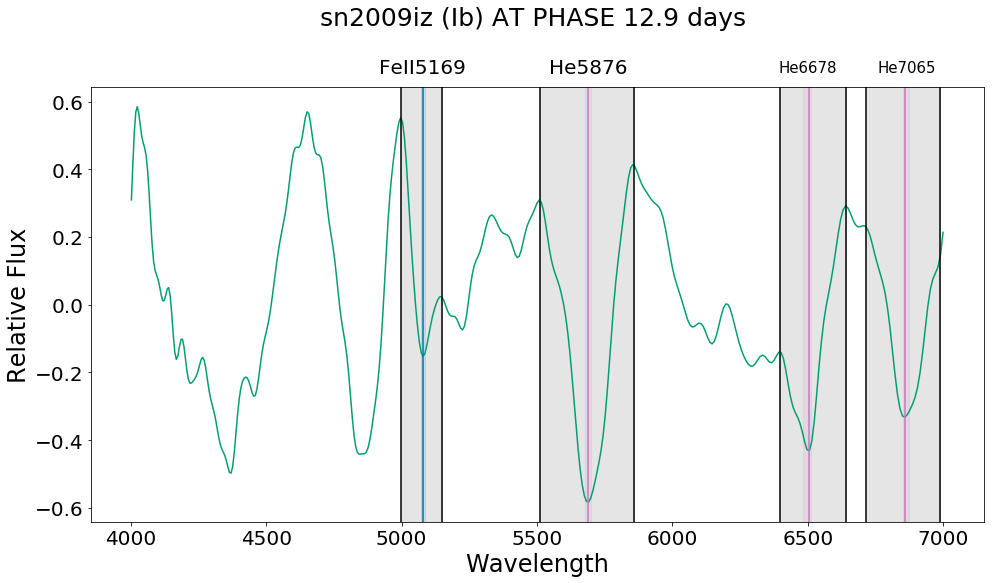 sn2009iz (Ib) AT PHASE 12.9 days
FeII5169 He5876 He6678 He7065
0.6
0.4
0.2
0.0
−0.2
−0.4
−0.6
Relative Flux
4000 4500 5000 5500 6000 6500 7000
Wavelength